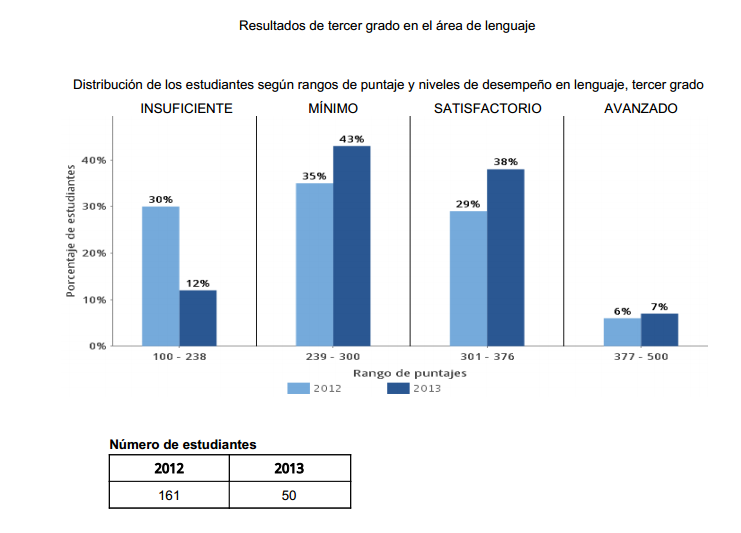 Resultados de tercer grado en el área de lenguaje
Distribución de los estudiantes según rangos de puntaje y niveles de desempeño en lenguaje, tercer grado
INSUFICIENTE MÍNIMO SATISFACTORIO AVANZADO
Porcentaje de estudiantes
40%
30%
20%
10%
0%
30% 12%
35% 43%
29% 38%
6% 7%
100 - 238 239 - 300 301 - 376 377 - 500
Rango de puntajes
2012 2013
Número de estudiantes
2012 2013
161 50